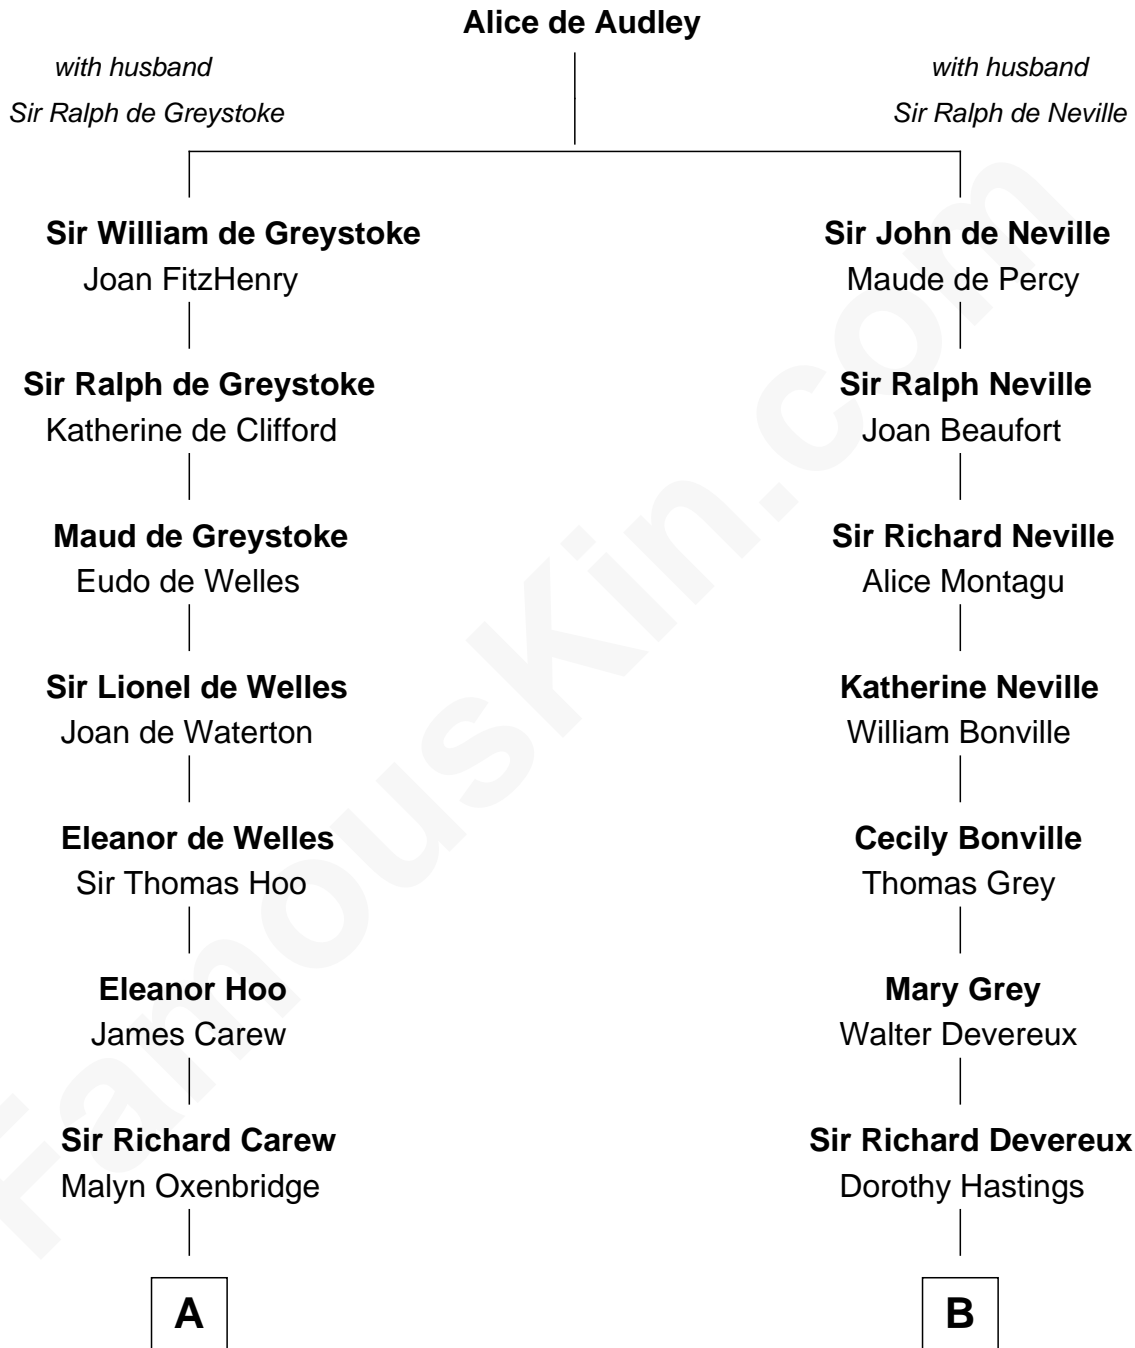 Alice de Audley
with husband
Sir Ralph de Greystoke
with husband
Sir Ralph de Neville
Sir William de Greystoke
Joan FitzHenry
Sir John de Neville
Maude de Percy
Sir Ralph de Greystoke
Katherine de Clifford
Sir Ralph Neville
Joan Beaufort
Maud de Greystoke
Eudo de Welles
Sir Richard Neville
Alice Montagu
Sir Lionel de Welles
Joan de Waterton
Katherine Neville
William Bonville
Eleanor de Welles
Sir Thomas Hoo
Cecily Bonville
Thomas Grey
Eleanor Hoo
James Carew
Mary Grey
Walter Devereux
Sir Richard Carew
Malyn Oxenbridge
Sir Richard Devereux
Dorothy Hastings
A
B
FamousKin.com